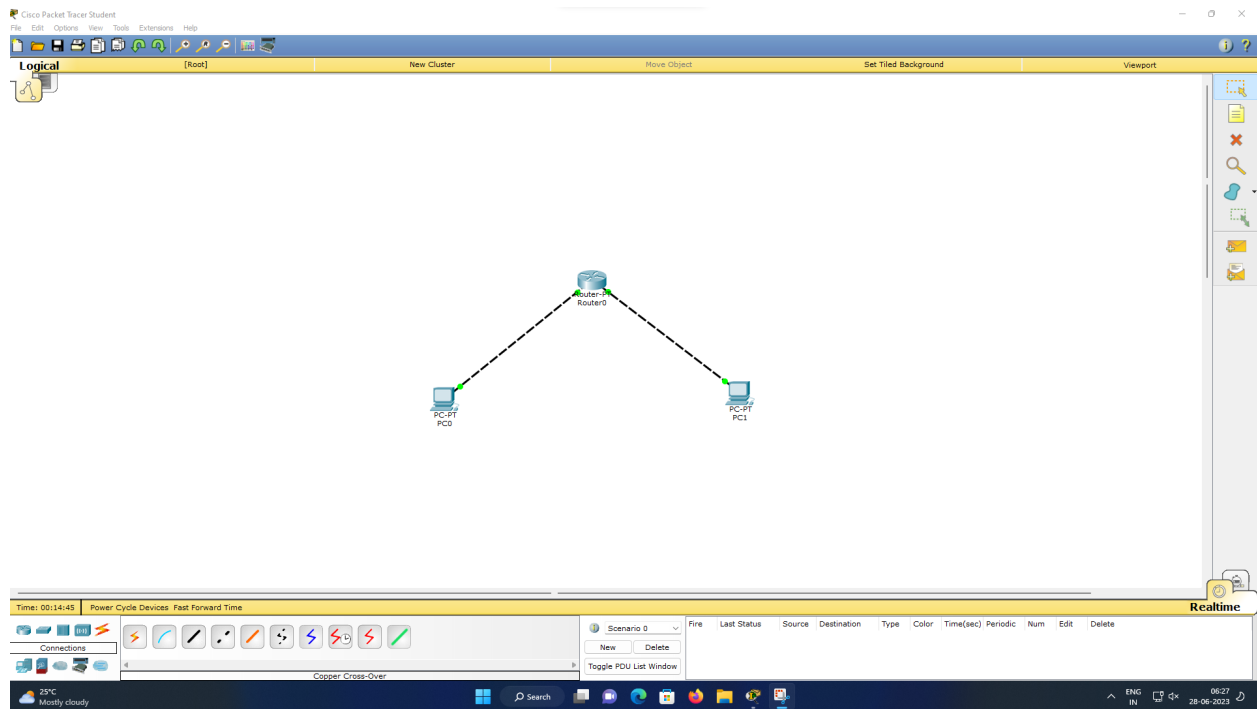 Cisco Packet Tracer Student
File Edit Options View Tools Extensions Help
Logical [Root] New Cluster Move Object Set Tiled Background Viewport
Router-PT
Router0
PC-PT
PC0
PC-PT
PC1
Time: 00:14:45 Power Cycle Devices Fast Forward Time Realtime
Scenario 0 Fire Last Status Source Destination Type Color Time(sec) Periodic Num Edit Delete
Connections New Delete
Toggle PDU List Window
Copper Cross-Over
25°C
Mostly cloudy
Search
ENG
IN
06:27
28-06-2023